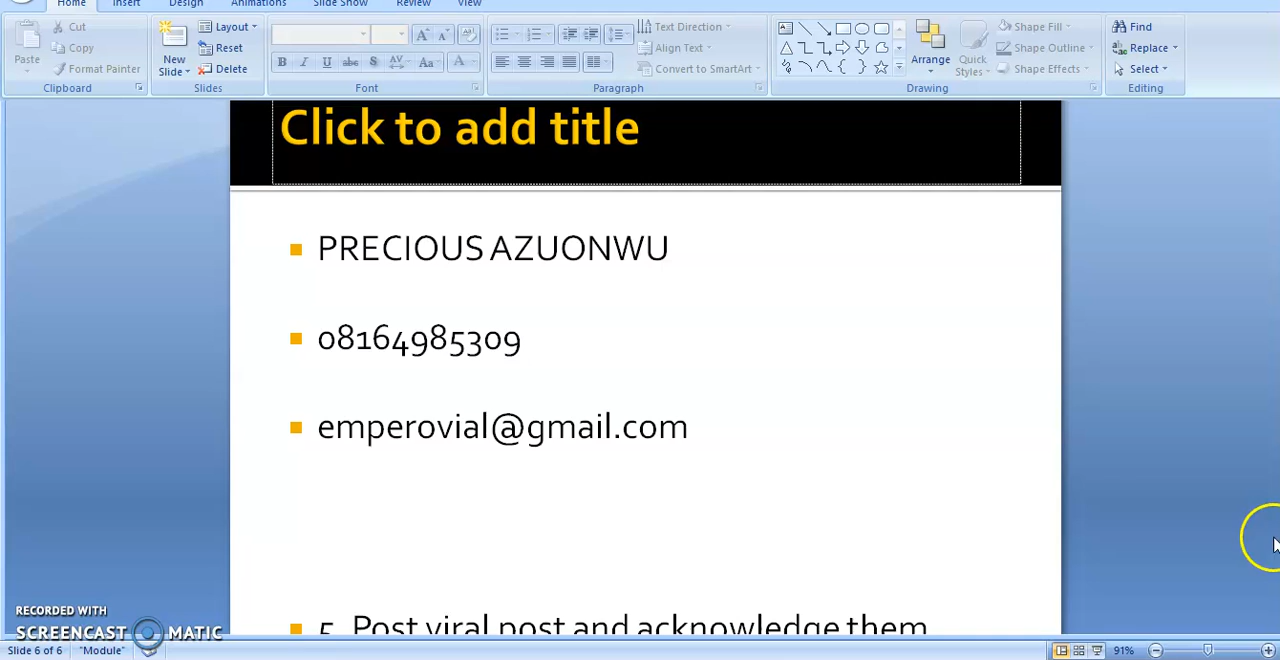 Home Insert Design Animations Slide Show Review View
Cut
Copy
Format Painter
Paste
Clipboard
New Slide
Layout
Reset
Delete
Slides
B I U abc S AV Aa A
Font
Text Direction
Align Text
Convert to SmartArt
Paragraph
Arrange
Quick Styles
Shape Fill
Shape Outline
Shape Effects
Drawing
Find
Replace
Select
Editing
Click to add title
PRECIOUS AZUONWU
08164985309
emperovial@gmail.com
5. Post viral post and acknowledge them
RECORDED WITH
SCREENCAST MATIC
Slide 6 of 6 "Module" 91%